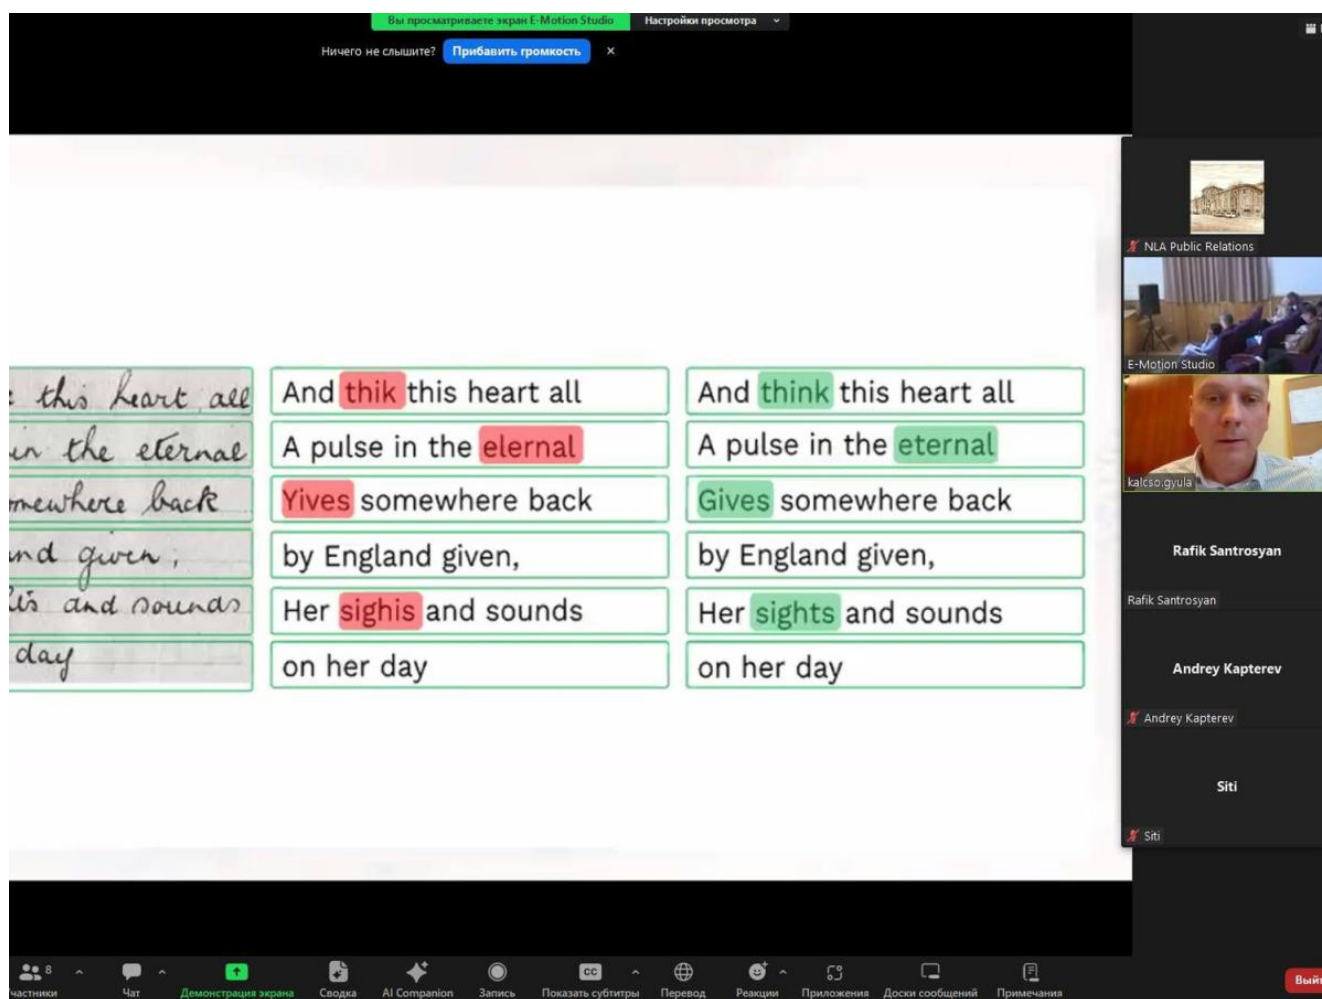 Вы просматриваете экран E-Motion Studio
Настройки просмотра
Ничего не слышите? Прибавить громкость
this heart all
in the eternal
back
given,
and sounds
day
And thik this heart all
A pulse in the elernal
Yives somewhere back
by England given,
Her sighis and sounds
on her day
And think this heart all
A pulse in the eternal
Gives somewhere back
by England given,
Her sights and sounds
on her day
NLA Public Relations
E-Motion Studio
kalcso.gyula
Rafik Santrosyan
Rafik Santrosyan
Andrey Kapterev
Andrey Kapterev
Siti
Siti
8
частники
Чат
Демонстрация экрана
Сводка
AI Companion
Запись
CC
Показать субтитры
Перевод
Реакции
Приложения
Доски сообщений
Примечания
Выйт